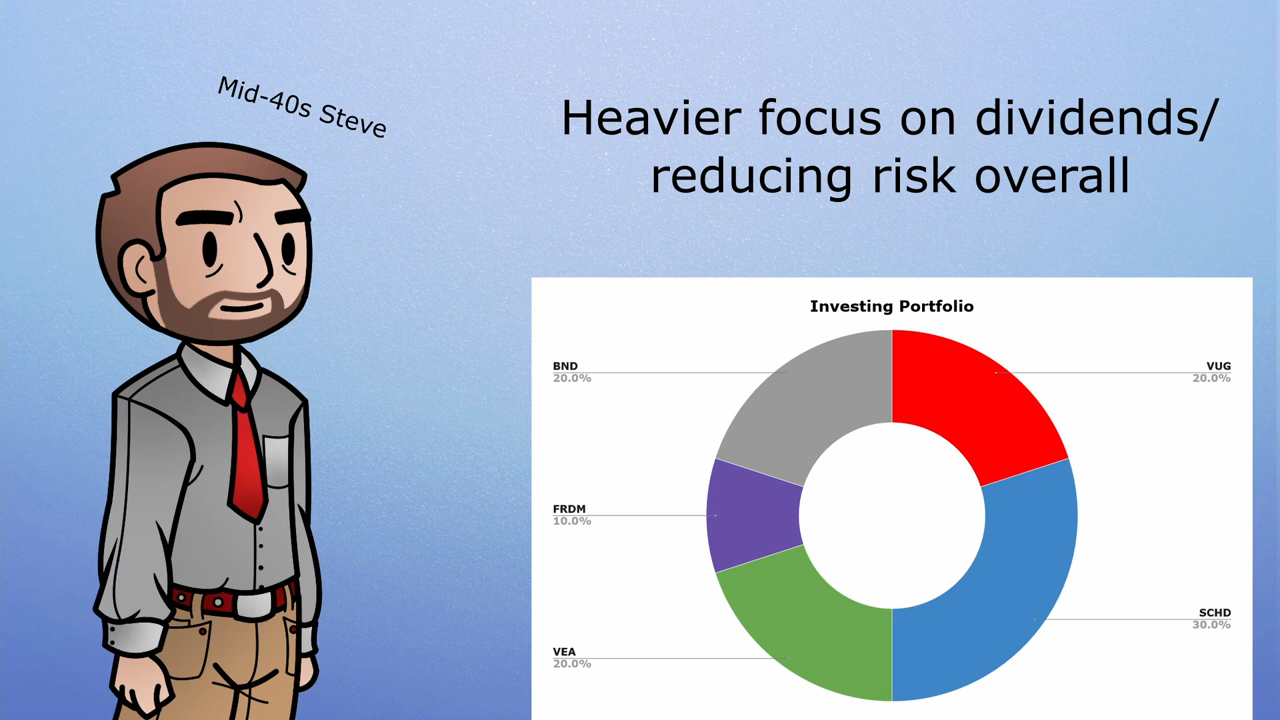 Mid-40s Steve
Heavier focus on dividends/
reducing risk overall
Investing Portfolio
BND
20.0%
VUG
20.0%
FRDM
10.0%
SCHD
30.0%
VEA
20.0%